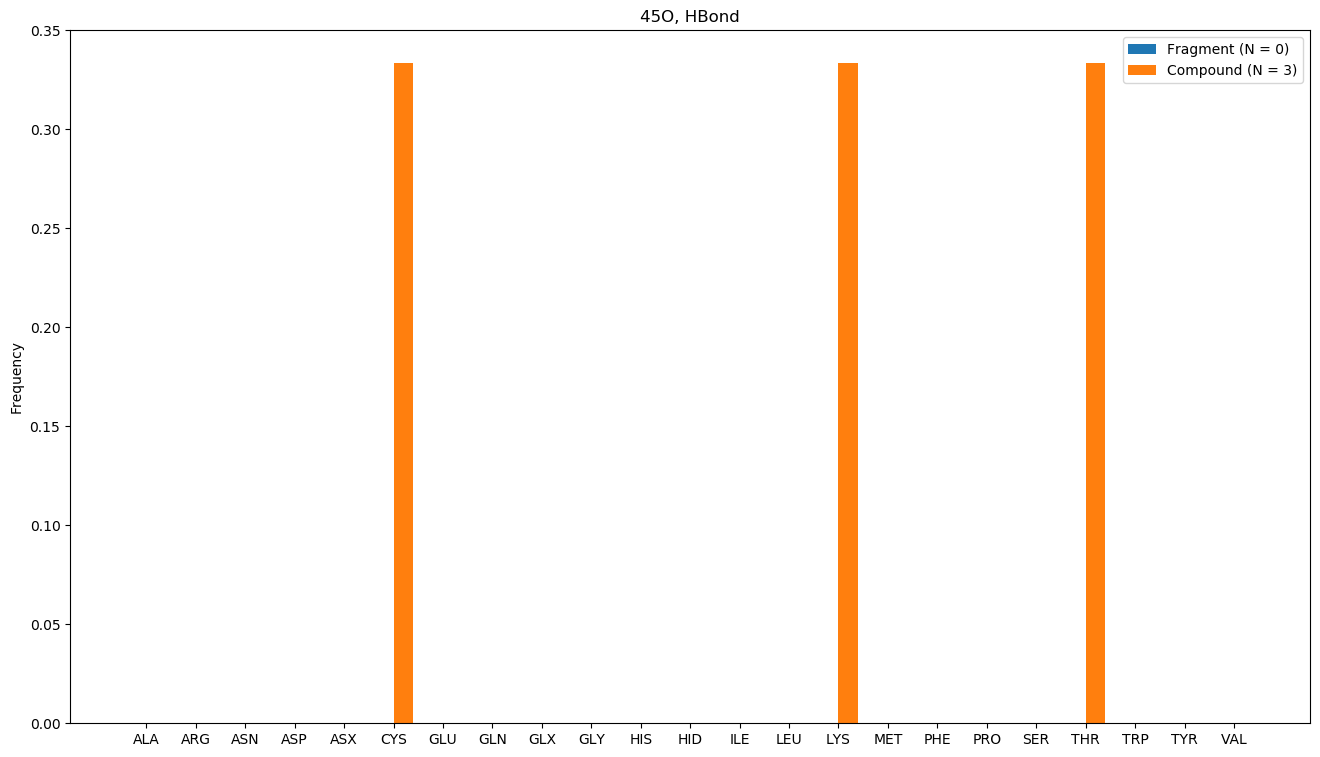 45O, HBond
Fragment (N = 0)
Compound (N = 3)
Frequency
0.35
0.30
0.25
0.20
0.15
0.10
0.05
0.00
ALA ARG ASN ASP ASX CYS GLU GLN GLX GLY HIS HID ILE LEU LYS MET PHE PRO SER THR TRP TYR VAL